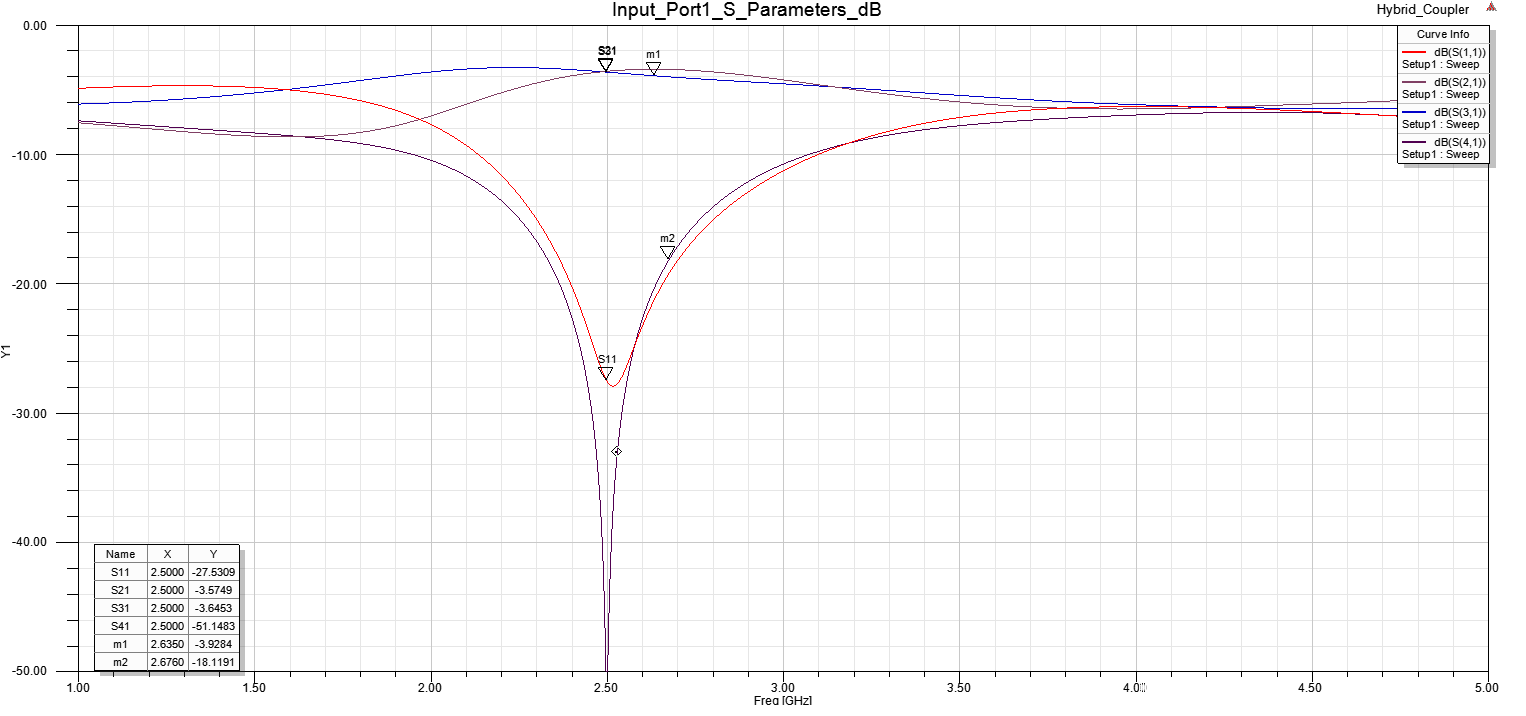 Input_Port1_S_Parameters_dB
Hybrid_Coupler
Curve Info
dB(S(1,1))
Setup1 : Sweep
dB(S(2,1))
Setup1 : Sweep
dB(S(3,1))
Setup1 : Sweep
dB(S(4,1))
Setup1 : Sweep
0.00
-10.00
-20.00
-30.00
-40.00
-50.00
Y1
m1
m2
S11
Name X Y
S11 2.5000 -27.5309
S21 2.5000 -3.5749
S31 2.5000 -3.6453
S41 2.5000 -51.1483
m1 2.6350 -3.9284
m2 2.6760 -18.1191
1.00 1.50 2.00 2.50 3.00 3.50 4.50 5.00
Freq [GHz]